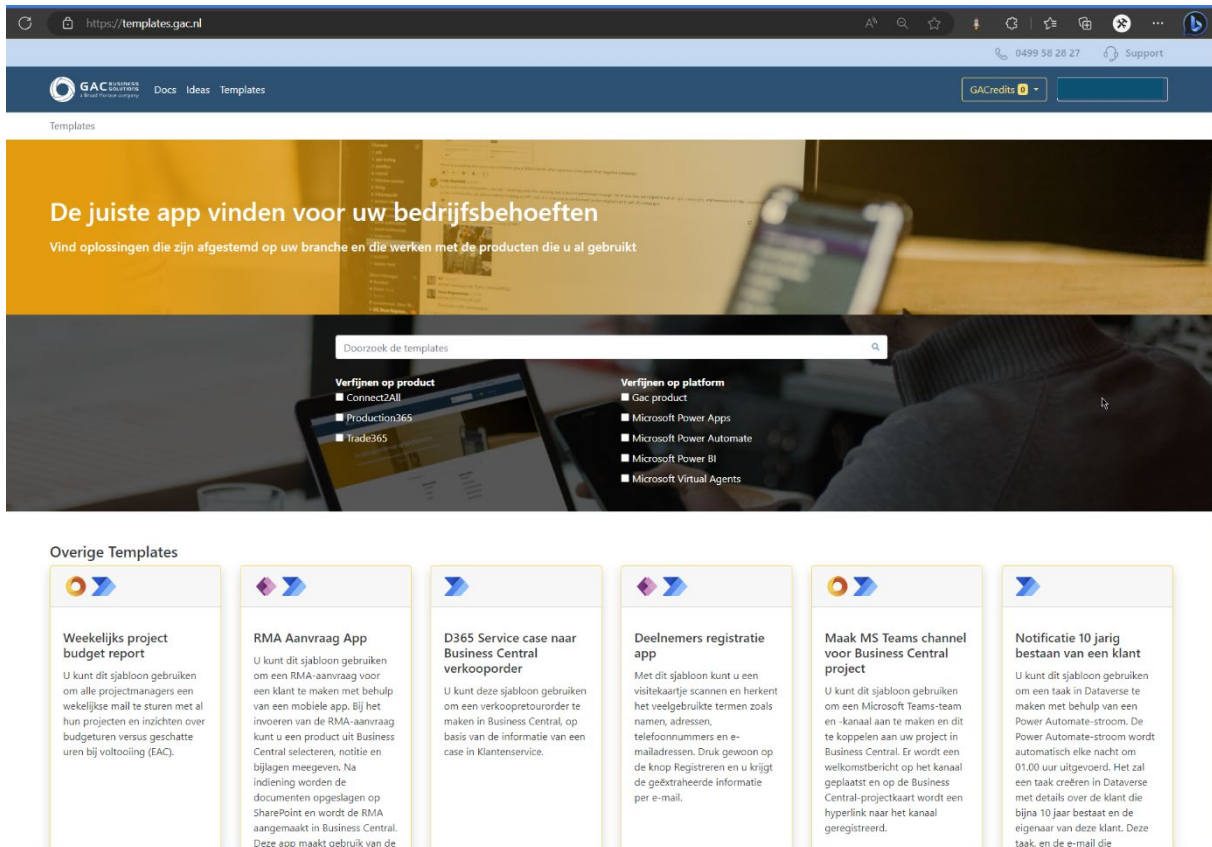 https://templates.gac.nl
0499 58 28 27 Support
GAC BUSINESS SOLUTIONS
Docs Ideas Templates
GACredits 0
Templates
De juiste app vinden voor uw bedrijfsbehoeften
Vind oplossingen die zijn afgestemd op uw branche en die werken met de producten die u al gebruikt
Doorzoek de templates
Verfijnen op product
Connect2All
Production365
Trade365
Verfijnen op platform
Gac product
Microsoft Power Apps
Microsoft Power Automate
Microsoft Power BI
Microsoft Virtual Agents
Overige Templates
Weekelijks project
budget report
U kunt dit sjabloon gebruiken
om alle projectmanagers een
wekelijkse mail te sturen met al
hun projecten en inzichten over
budgeturen versus geschatte
uren bij voltooiing (EAC).
RMA Aanvraag App
U kunt dit sjabloon gebruiken
om een RMA-aanvraag voor
een klant te maken met behulp
van een mobiele app. Bij het
invoeren van de RMA-aanvraag
kunt u een product uit Business
Central selecteren, notitie en
bijlagen meegeven. Na
indiening worden de
documenten opgeslagen op
SharePoint en wordt de RMA
aangemaakt in Business Central.
Deze app maakt gebruik van de
D365 Service case naar
Business Central
verkooporder
U kunt deze sjabloon gebruiken
om een verkoopretourorder te
maken in Business Central, op
basis van de informatie van een
case in Klantenservice.
Deelnemers registratie
app
Met dit sjabloon kunt u een
visitekaartje scannen en herkent
het veelgebruikte termen zoals
namen, adressen,
telefoonnummers en e-
mailadressen. Druk gewoon op
de knop Registreren en u krijgt
de geëxtraheerde informatie
per e-mail.
Maak MS Teams channel
voor Business Central
project
U kunt dit sjabloon gebruiken
om een Microsoft Teams-team
en -kanaal aan te maken en dit
te koppelen aan uw project in
Business Central. Er wordt een
welkomstbericht op het kanaal
geplaatst en op de Business
Central-projectkaart wordt een
hyperlink naar het kanaal
geregistreerd.
Notificatie 10 jarig
bestaan van een klant
U kunt dit sjabloon gebruiken
om een taak in Dataverse te
maken met behulp van een
Power Automate-stroom. De
Power Automate-stroom wordt
automatisch elke nacht om
01.00 uur uitgevoerd. Het zal
een taak creëren in Dataverse
met details over de klant die
bijna 10 jaar bestaat en de
eigenaar van deze klant. Deze
taak, en de e-mail die